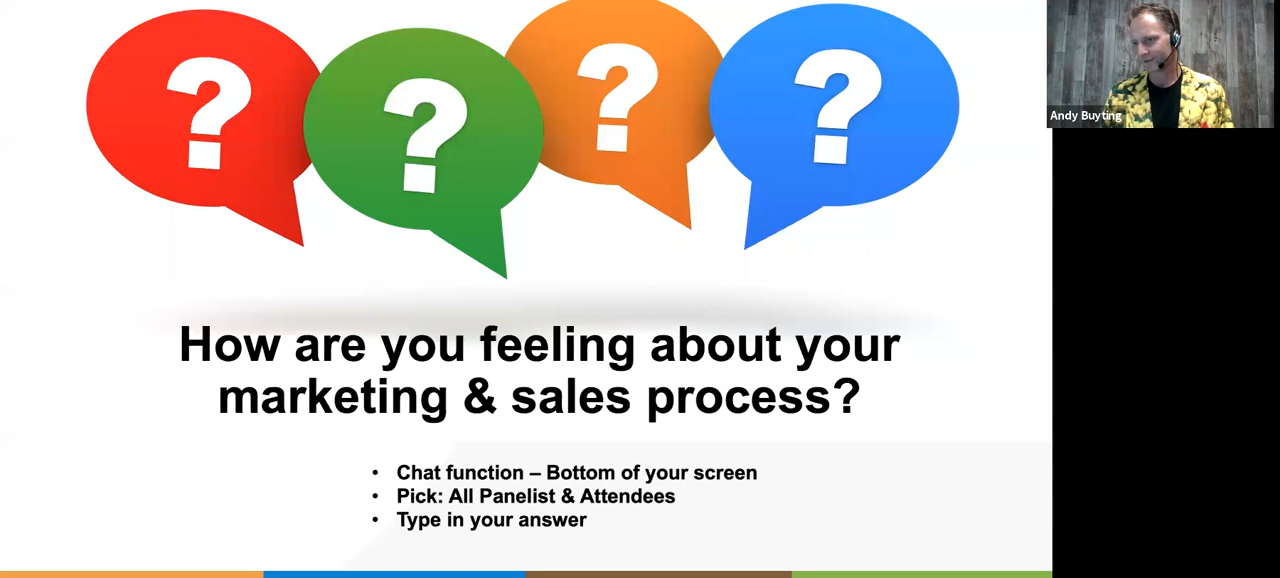 ? ? ? ?
Andy Buyting
How are you feeling about your
marketing & sales process?
• Chat function – Bottom of your screen
• Pick: All Panelist & Attendees
• Type in your answer